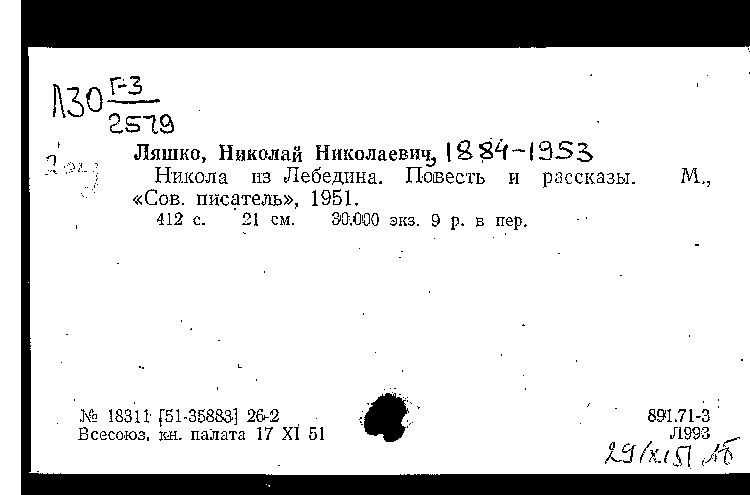 Л30 Г-3
2579
Ляшко, Николай Николаевич, 1884-1953
Никола из Лебедина. Повесть и рассказы. М.,
«Сов. писатель», 1951.
412 с. 21 см. 30.000 экз. 9 р. в пер.
№ 18311 [51-35883] 26-2
Всесоюз. кн. палата 17 XI 51
891.71-3
Л993
29/XI 51